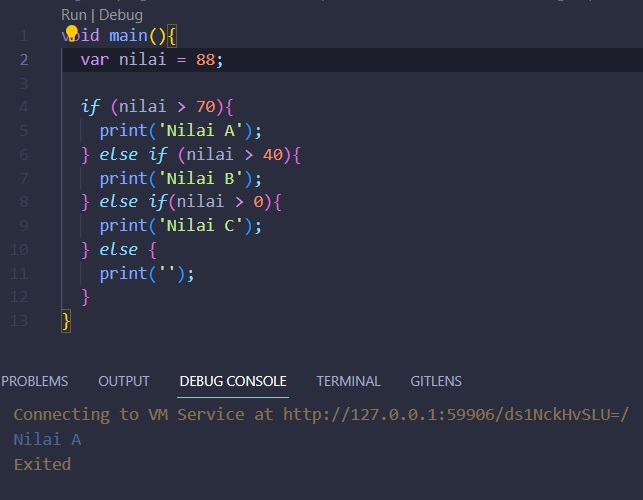 Run | Debug
1 void main(){
2 var nilai = 88;
3
4 if (nilai > 70){
5 print('Nilai A');
6 } else if (nilai > 40){
7 print('Nilai B');
8 } else if(nilai > 0){
9 print('Nilai C');
10 } else {
11 print('');
12 }
13 }
PROBLEMS OUTPUT DEBUG CONSOLE TERMINAL GITLENS
Connecting to VM Service at http://127.0.0.1:59906/ds1NckHvSLU=/
Nilai A
Exited